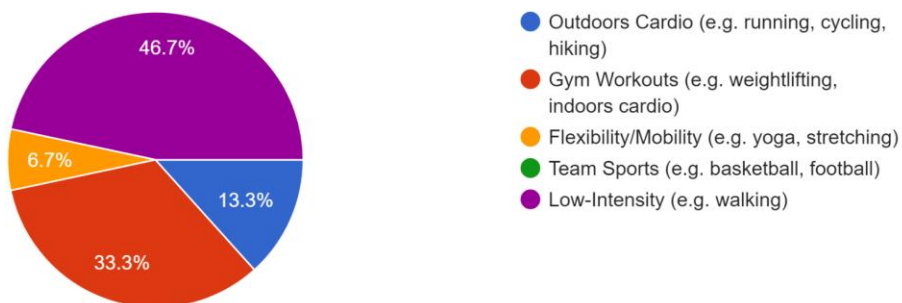 46.7%
6.7%
13.3%
33.3%
Outdoors Cardio (e.g. running, cycling,
hiking)
Gym Workouts (e.g. weightlifting,
indoors cardio)
Flexibility/Mobility (e.g. yoga, stretching)
Team Sports (e.g. basketball, football)
Low-Intensity (e.g. walking)